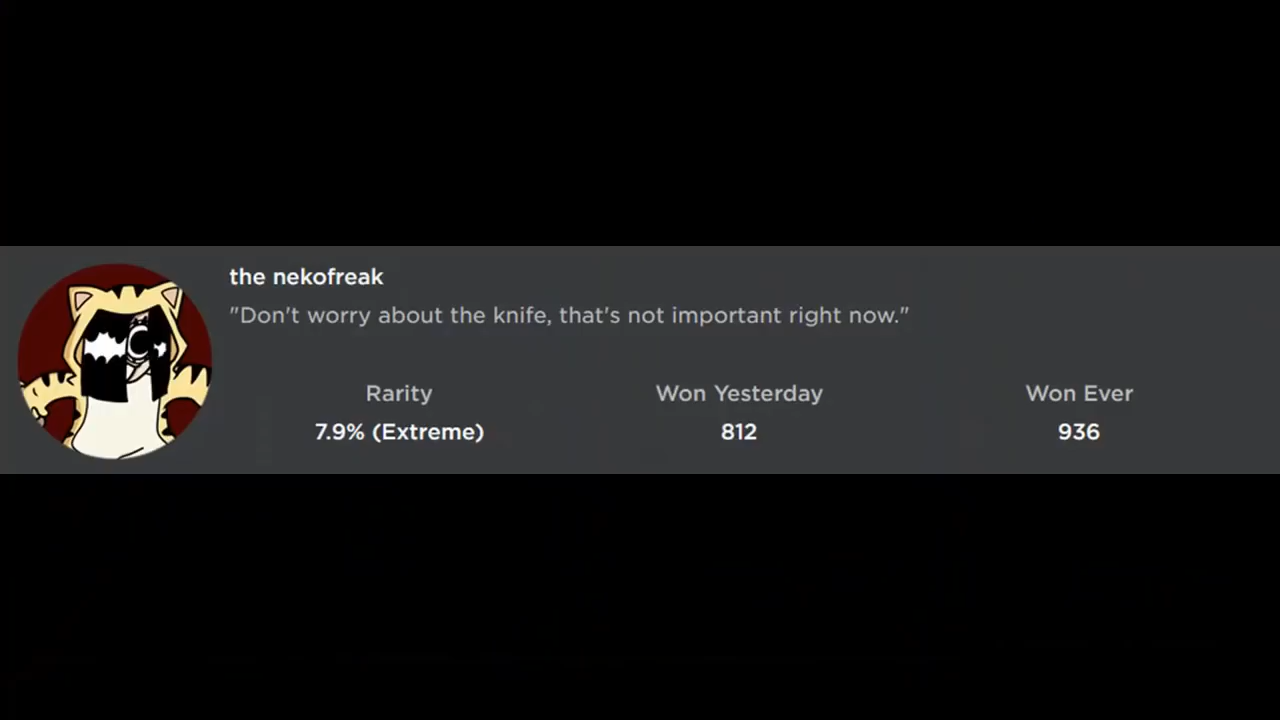 the nekofreak
"Don't worry about the knife, that's not important right now."
Rarity Won Yesterday Won Ever
7.9% (Extreme) 812 936